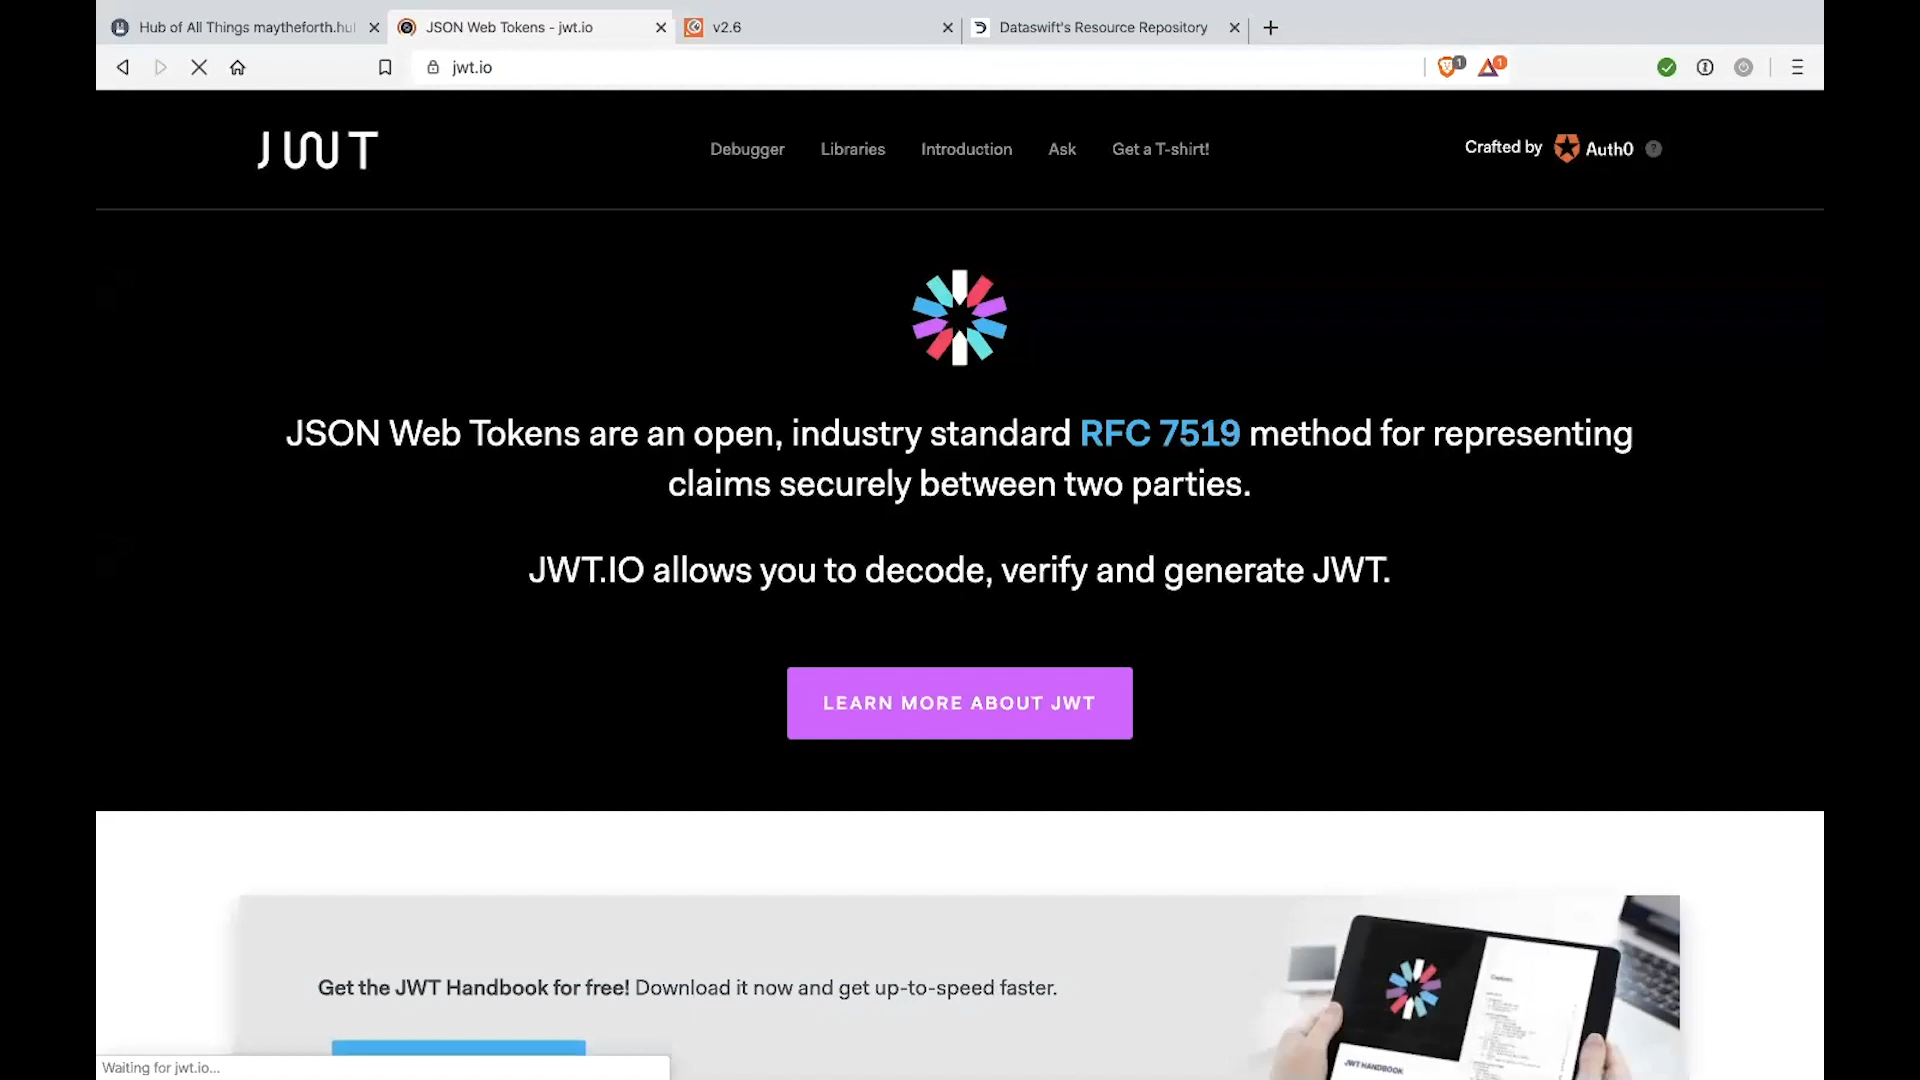 Hub of All Things maytheforth.hu
JSON Web Tokens - jwt.io
v2.6
Dataswift's Resource Repository
jwt.io
1
1
JWT
Debugger
Libraries
Introduction
Ask
Get a T-shirt!
Crafted by
Auth0
?
JSON Web Tokens are an open, industry standard RFC 7519 method for representing
claims securely between two parties.
JWT.IO allows you to decode, verify and generate JWT.
LEARN MORE ABOUT JWT
Get the JWT Handbook for free! Download it now and get up-to-speed faster.
JWT HANDBOOK
Waiting for jwt.io...